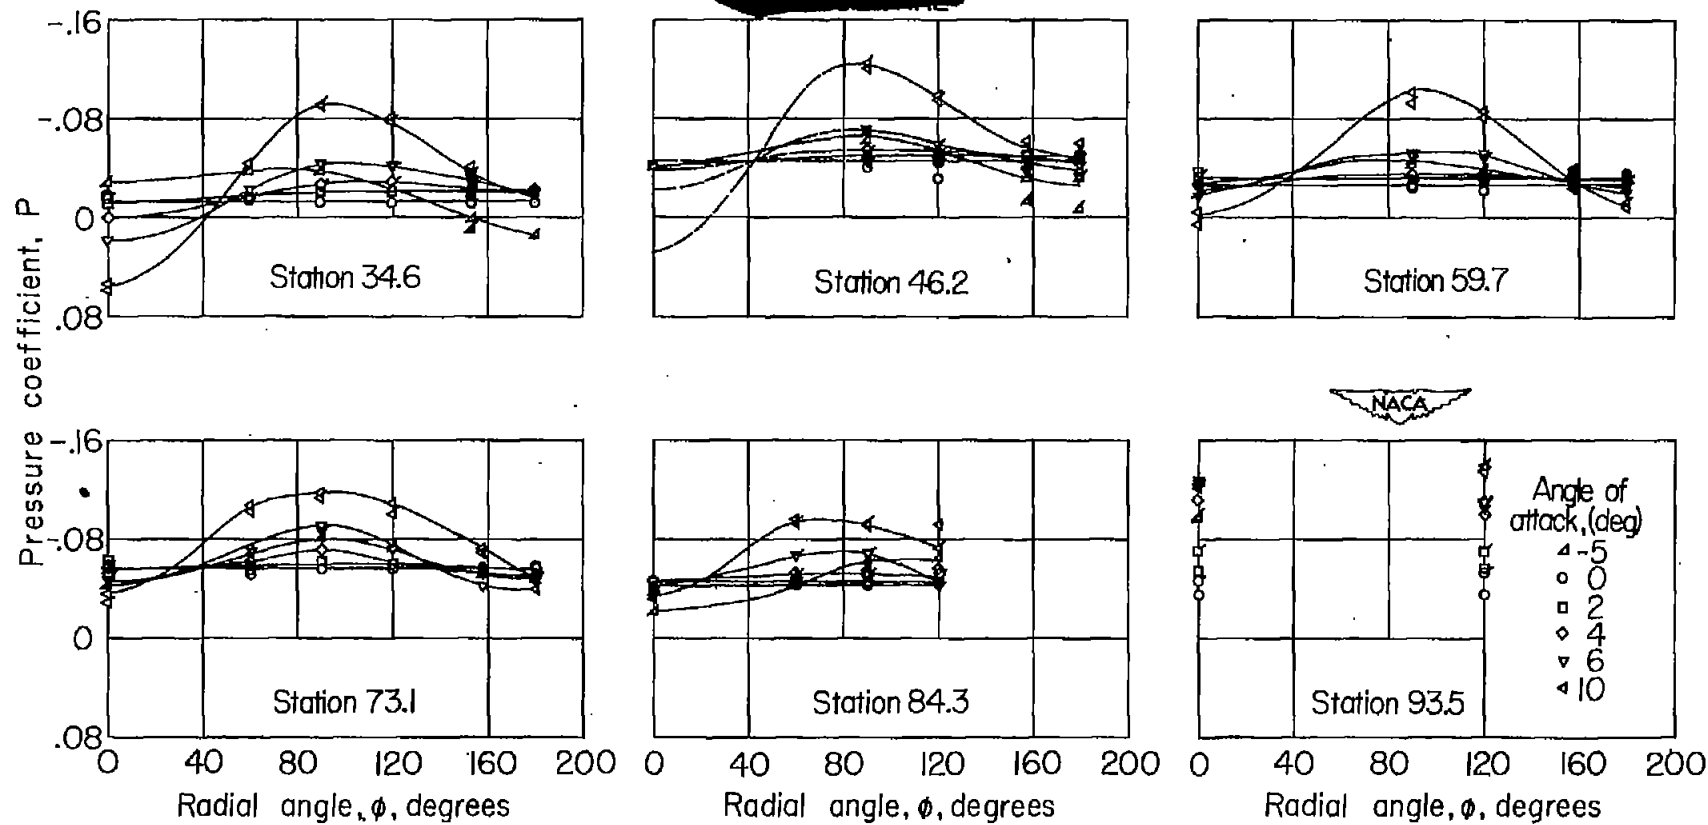 -.16
-.08
0
.08
Pressure coefficient, P
Station 34.6
Station 46.2
Station 59.7
NACA
-.16
-.08
0
.08
Station 73.1
Station 84.3
Station 93.5
Angle of
attack, (deg)
-5
0
2
4
6
10
0 40 80 120 160 200
0 40 80 120 160 200
0 40 80 120 160 200
Radial angle, ϕ, degrees
Radial angle, ϕ, degrees
Radial angle, ϕ, degrees